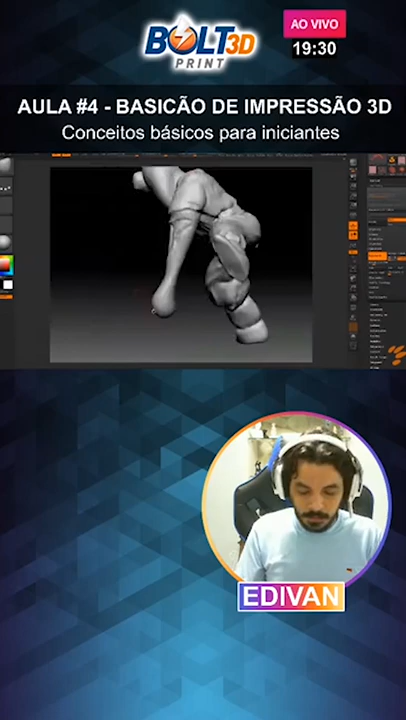 BOLT3D
PRINT
AO VIVO
19:30
AULA #4 - BASICÃO DE IMPRESSÃO 3D
Conceitos básicos para iniciantes
EDIVAN